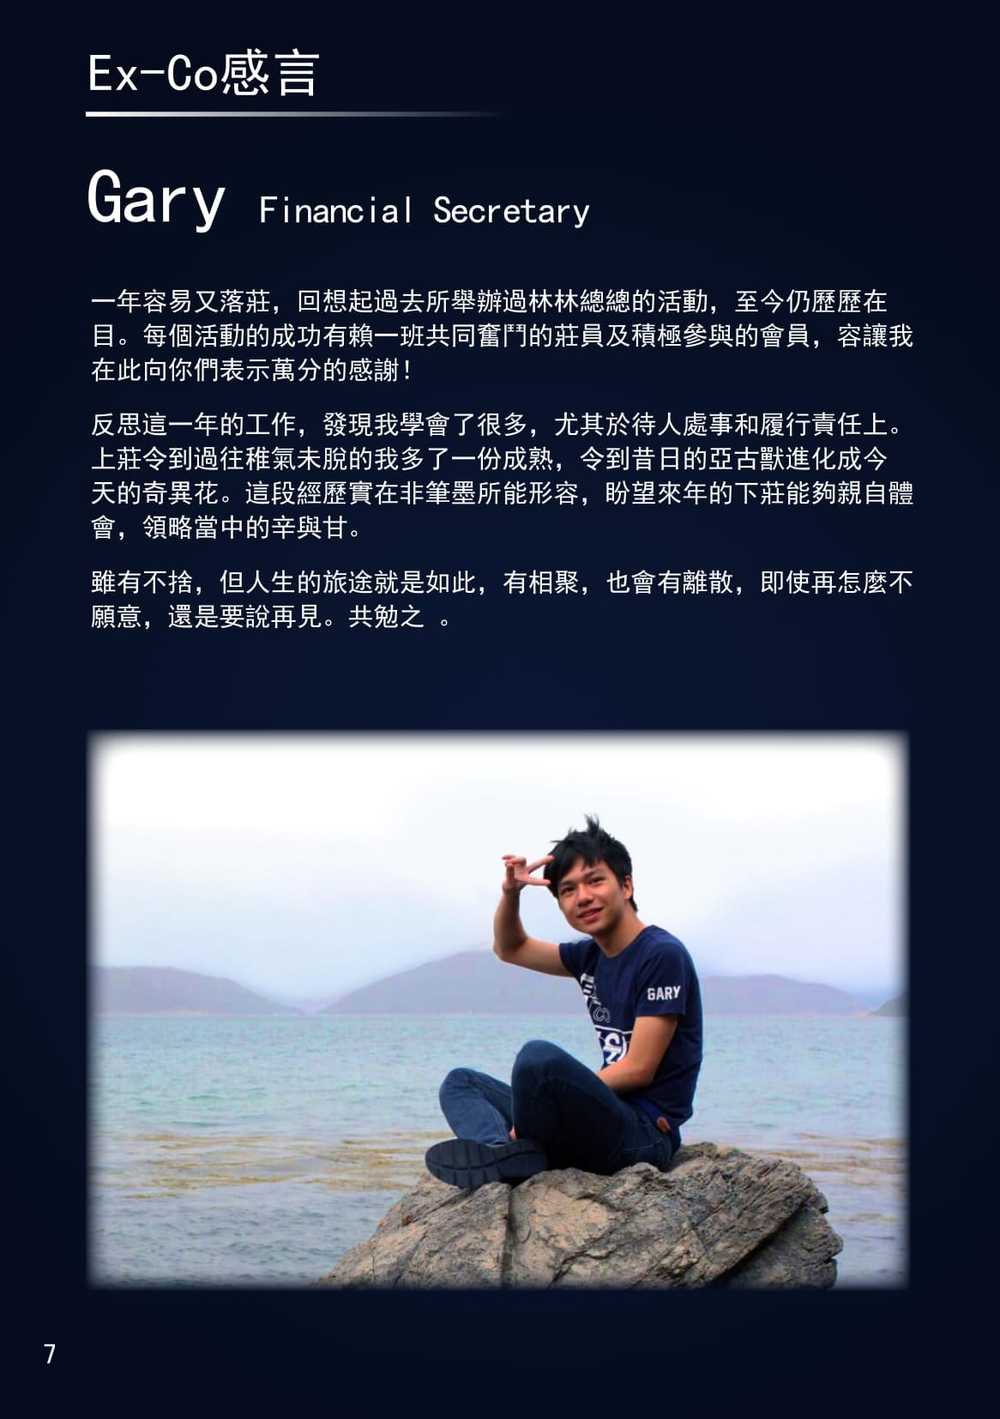 Ex-Co感言
Gary Financial Secretary
一年容易又落莊，回想起過去所舉辦過林林總總的活動，至今仍歷歷在
目。每個活動的成功有賴一班共同奮鬥的莊員及積極參與的會員，容讓我
在此向你們表示萬分的感謝！
反思這一年的工作，發現我學會了很多，尤其於待人處事和履行責任上。
上莊令到過往稚氣未脫的我多了一份成熟，令到昔日的亞古獸進化成今
天的奇異花。這段經歷實在非筆墨所能形容，盼望來年的下莊能夠親自體
會，領略當中的辛與甘。
雖有不捨，但人生的旅途就是如此，有相聚，也會有離散，即使再怎麼不
願意，還是要說再見。共勉之 。
GARY
7